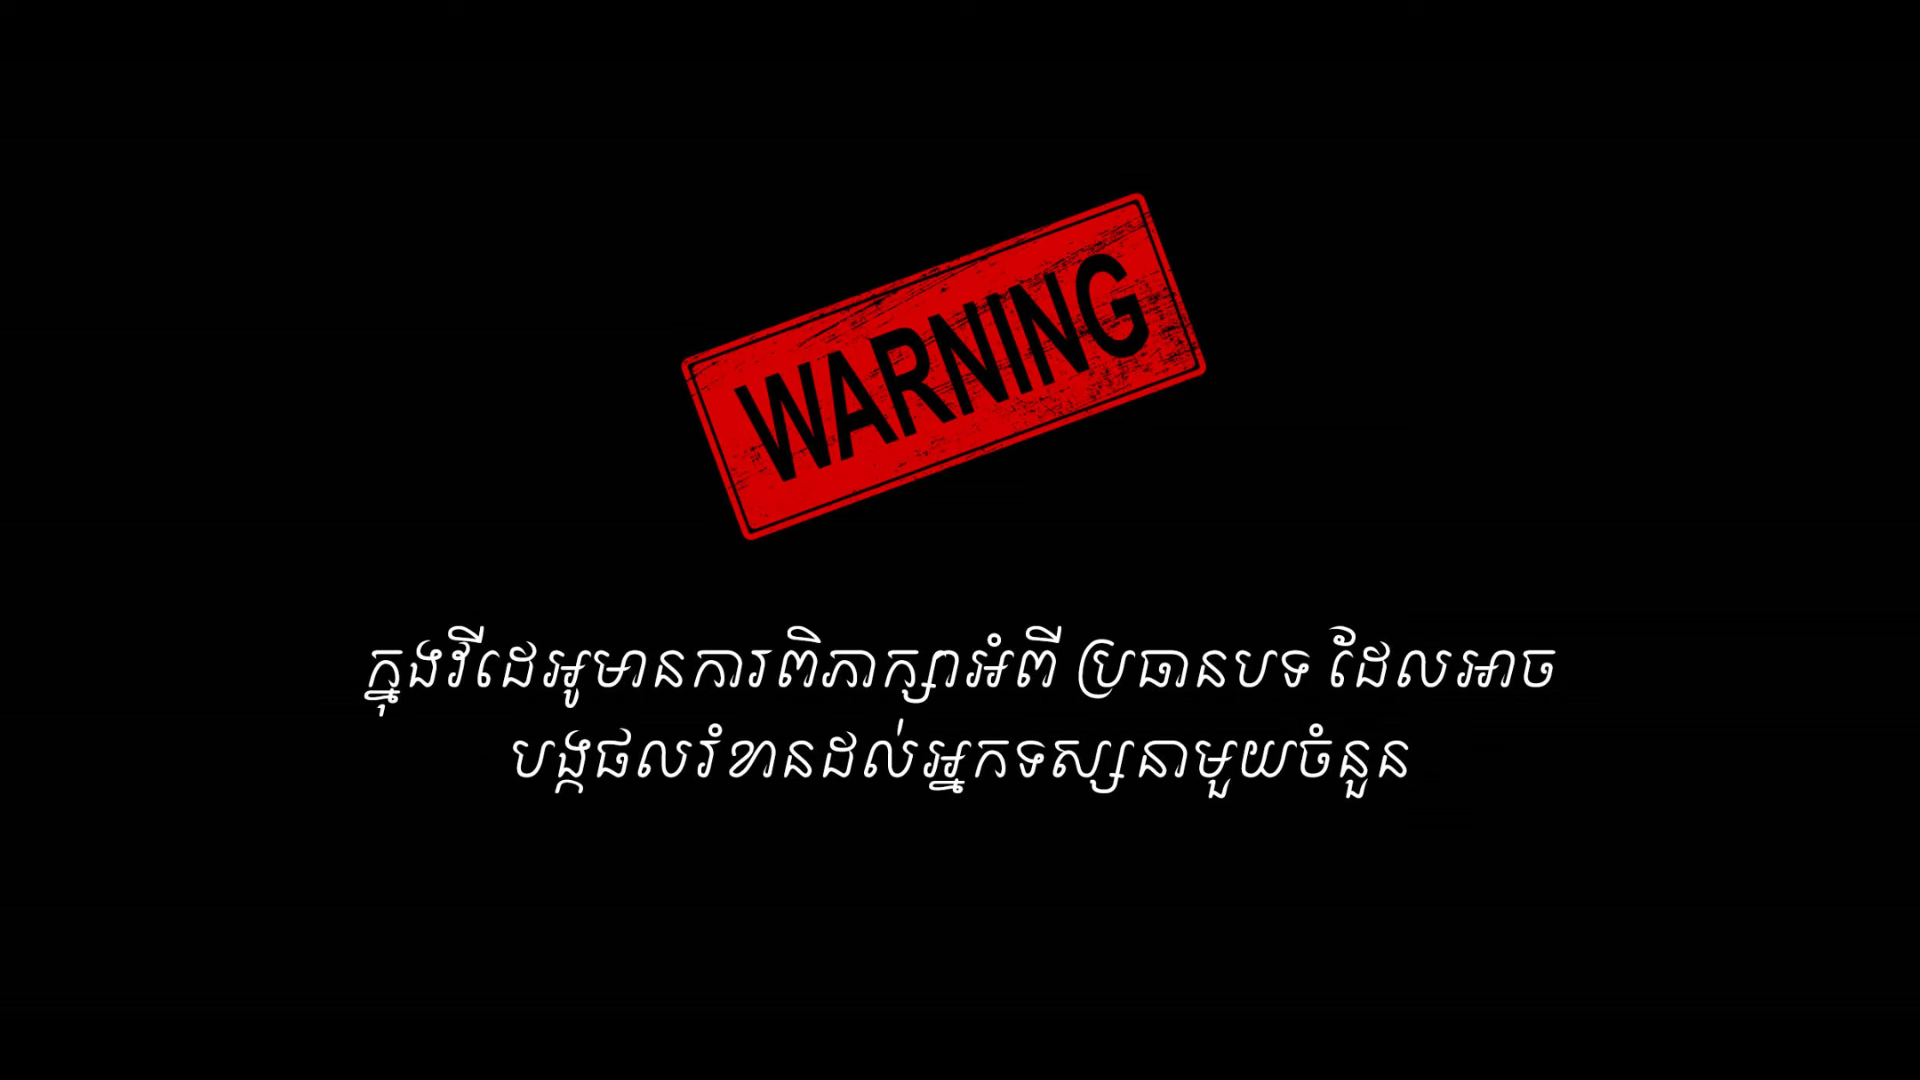 WARNING
ក្នុងវីដេអូមានការពិភាក្សាអំពី ប្រធានបទ ដែលអាច
បង្កផលរំខានដល់អ្នកទស្សនាមួយចំនួន